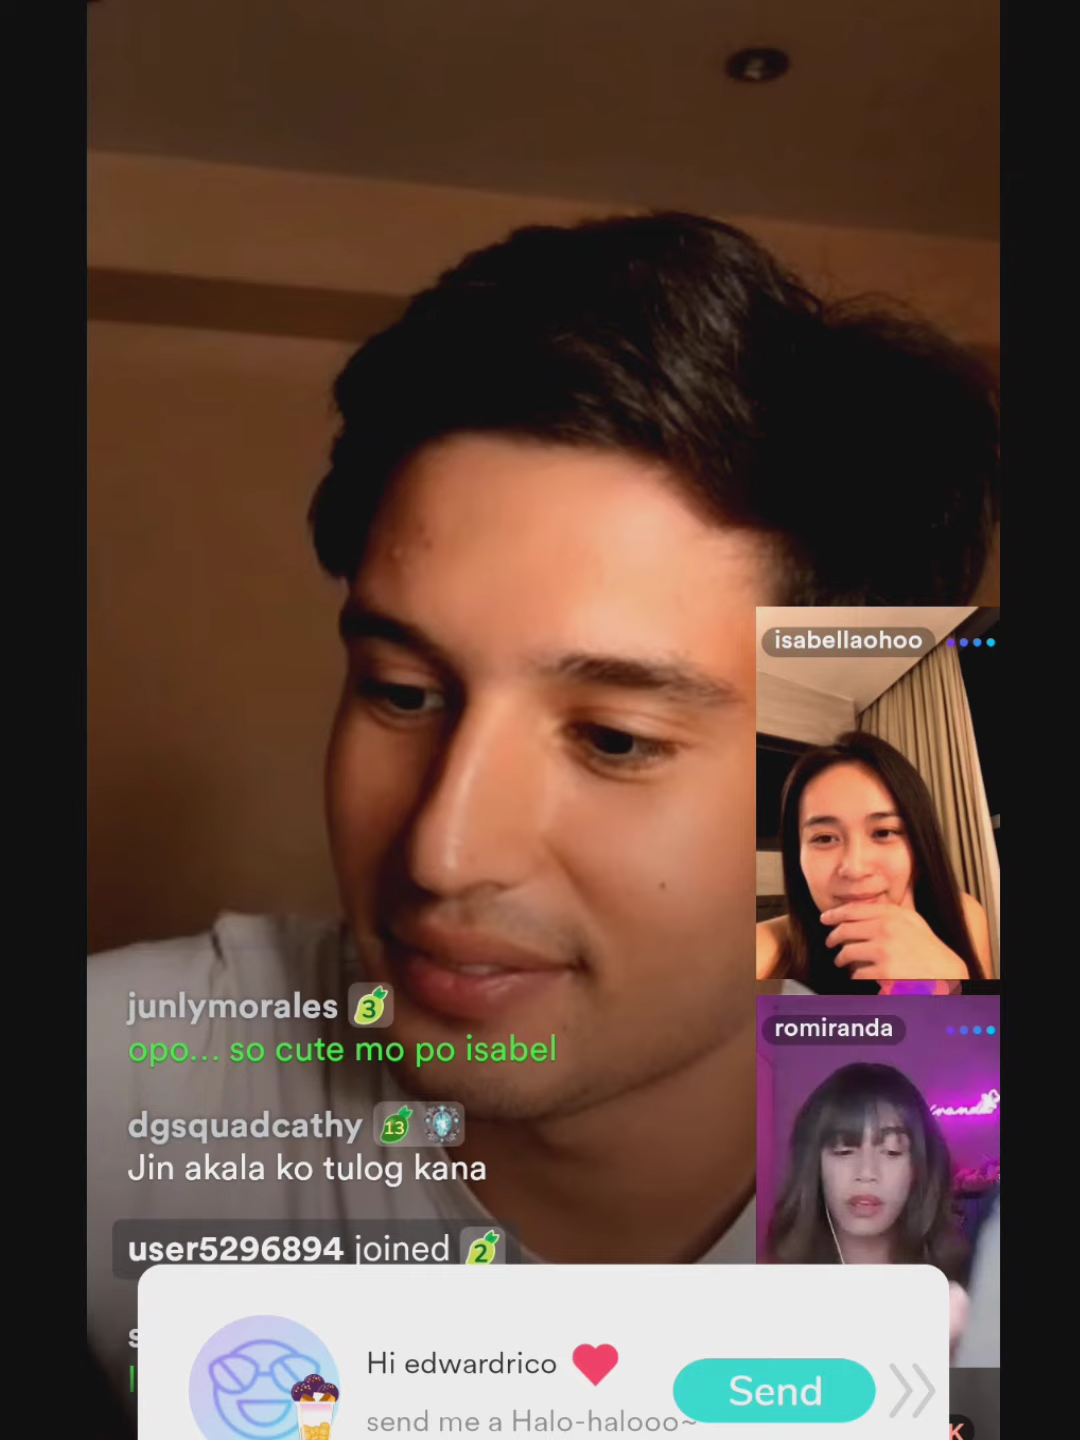 isabellaohoo
romiranda
junlymorales 3
opo... so cute mo po isabel
dgsquadcathy 13
Jin akala ko tulog kana
user5296894 joined 2
Hi edwardrico
send me a Halo-halooo~
Send